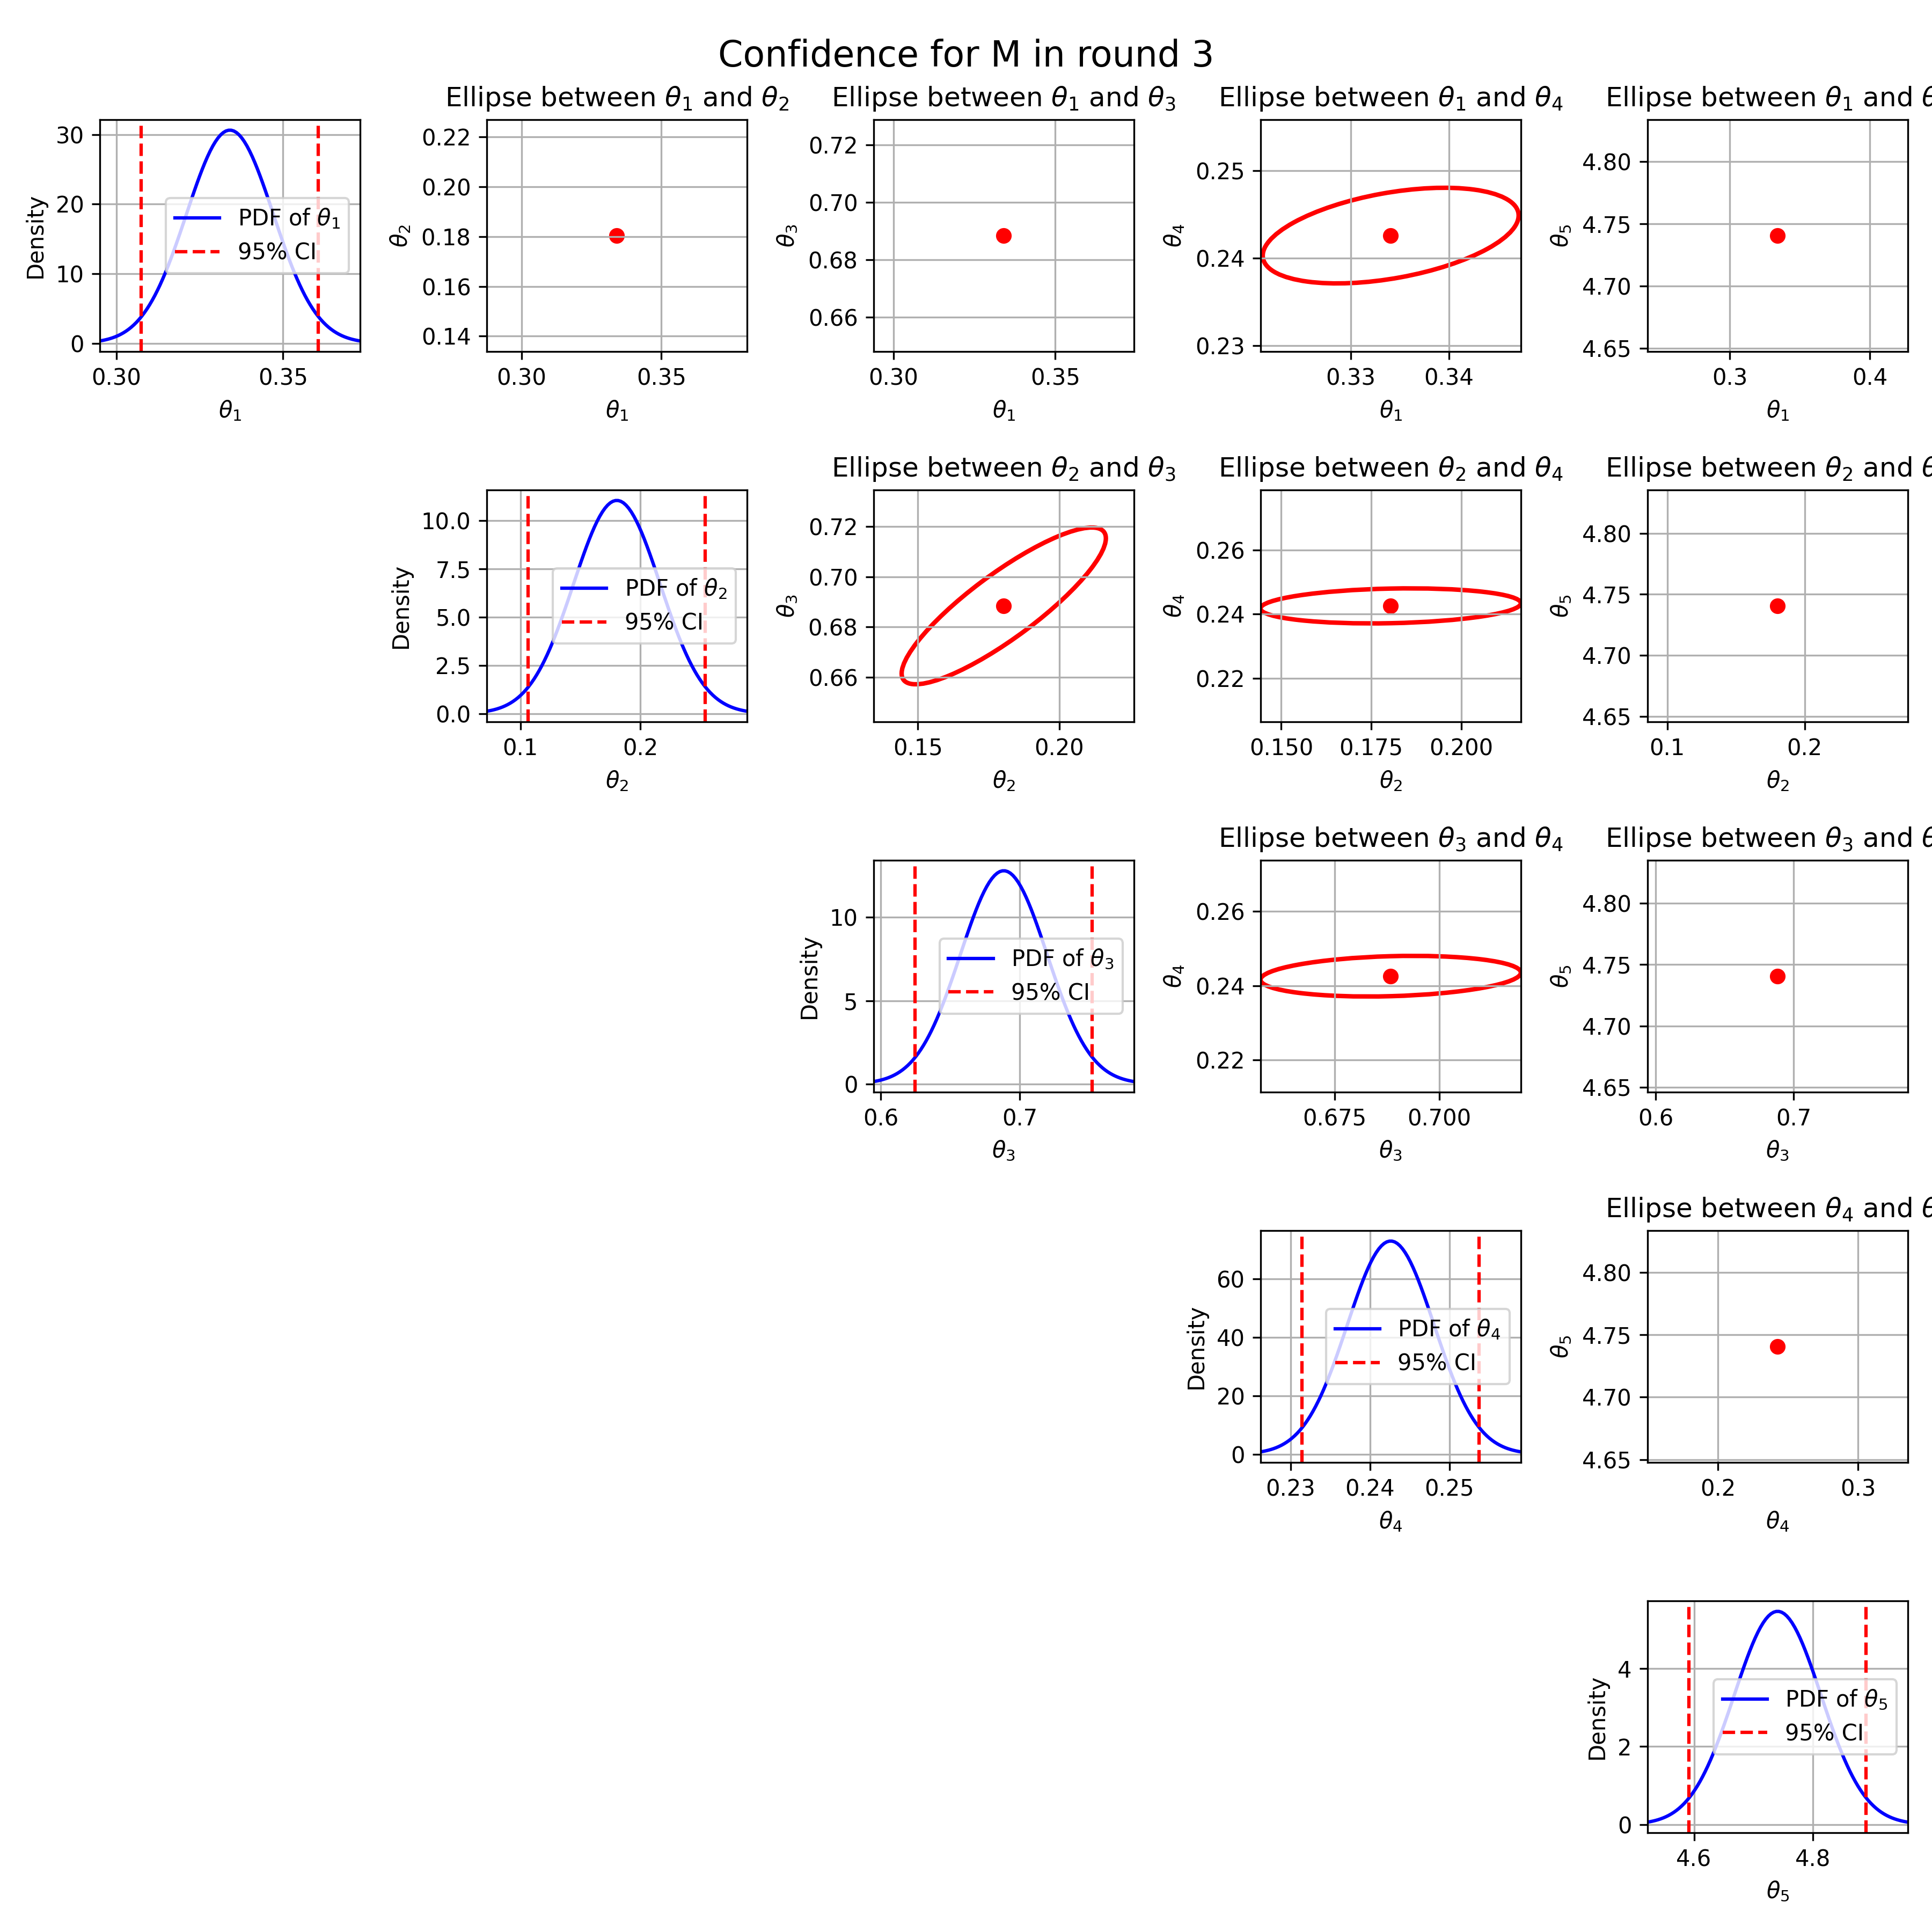 Confidence for M in round 3
Ellipse between θ₁ and θ₂
Ellipse between θ₁ and θ₃
Ellipse between θ₁ and θ₄
Ellipse between θ₁ and θ
30
20
10
0
Density
PDF of θ₁
95% CI
0.30
0.35
θ₁
0.22
0.20
0.18
0.16
0.14
θ₂
0.30
0.35
θ₁
0.72
0.70
0.68
0.66
θ₃
0.30
0.35
θ₁
0.25
0.24
0.23
θ₄
0.33
0.34
θ₁
4.80
4.75
4.70
4.65
θ₅
0.3
0.4
θ₁
Ellipse between θ₂ and θ₃
Ellipse between θ₂ and θ₄
Ellipse between θ₂ and θ
10.0
7.5
5.0
2.5
0.0
Density
PDF of θ₂
95% CI
0.1
0.2
θ₂
0.72
0.70
0.68
0.66
θ₃
0.15
0.20
θ₂
0.26
0.24
0.22
θ₄
0.150
0.175
0.200
θ₂
4.80
4.75
4.70
4.65
θ₅
0.1
0.2
θ₂
Ellipse between θ₃ and θ₄
Ellipse between θ₃ and θ
10
5
0
Density
PDF of θ₃
95% CI
0.6
0.7
θ₃
0.26
0.24
0.22
θ₄
0.675
0.700
θ₃
4.80
4.75
4.70
4.65
θ₅
0.6
0.7
θ₃
Ellipse between θ₄ and θ
60
40
20
0
Density
PDF of θ₄
95% CI
0.23
0.24
0.25
θ₄
4.80
4.75
4.70
4.65
θ₅
0.2
0.3
θ₄
4
2
0
Density
PDF of θ₅
95% CI
4.6
4.8
θ₅